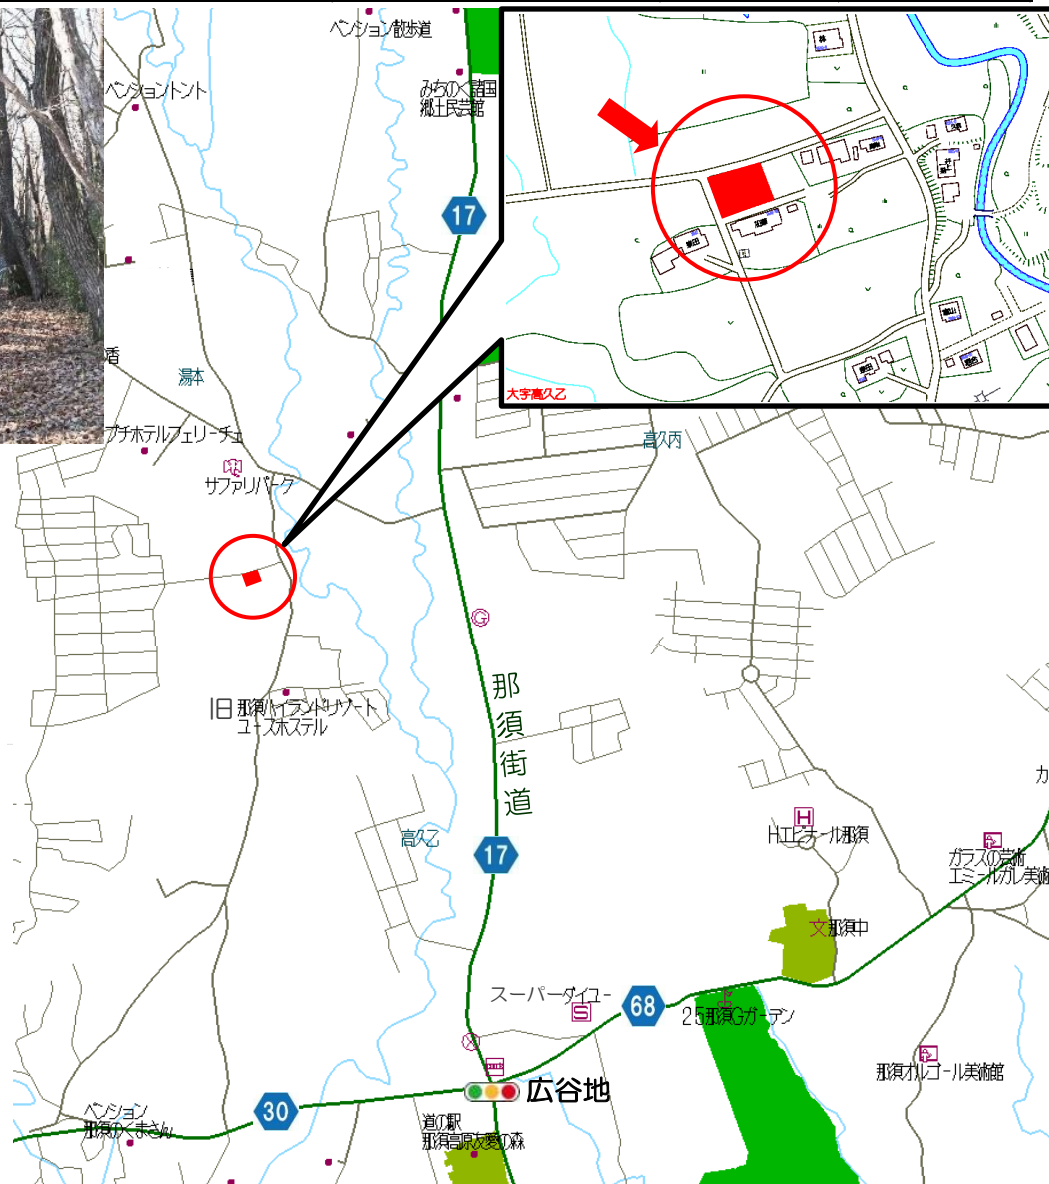 ペンション散歩道
ペンショントント
みちのく諸国
郷土民芸館
17
大字高久乙
香
湯本
プチホテルフェリーチェ
サファリパーク
高久丙
G
那須街道
旧 那須ハイランドリゾート
ユースホステル
高久乙
17
H
Hエピナール那須
カ
ガラスの芸術
エミールガレ美術
文 那須中
スーパーダイユー
S
68
25那須Gガーデン
那須オルゴール美術館
広谷地
30
ペンション
那須のくまさん
道の駅
那須高原友愛の森